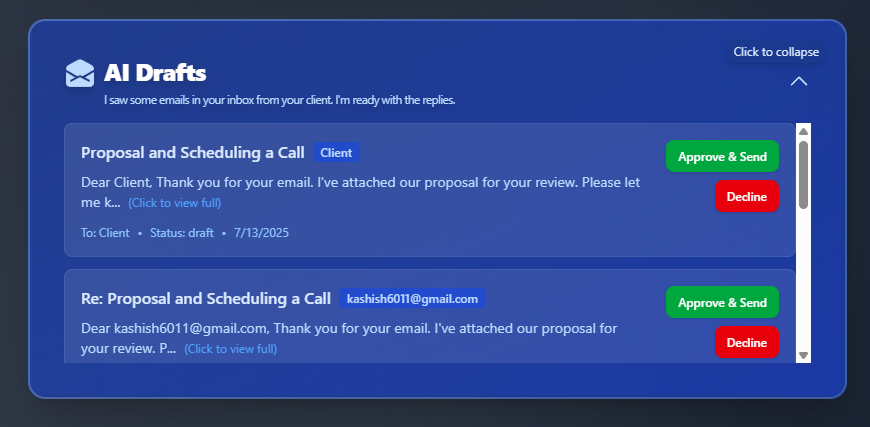 Click to collapse
AI Drafts
I saw some emails in your inbox from your client. I'm ready with the replies.
Proposal and Scheduling a Call Client
Approve & Send
Dear Client, Thank you for your email. I've attached our proposal for your review. Please let
me k... (Click to view full)
Decline
To: Client • Status: draft • 7/13/2025
Re: Proposal and Scheduling a Call kashish6011@gmail.com
Approve & Send
Dear kashish6011@gmail.com, Thank you for your email. I've attached our proposal for
your review. P... (Click to view full)
Decline